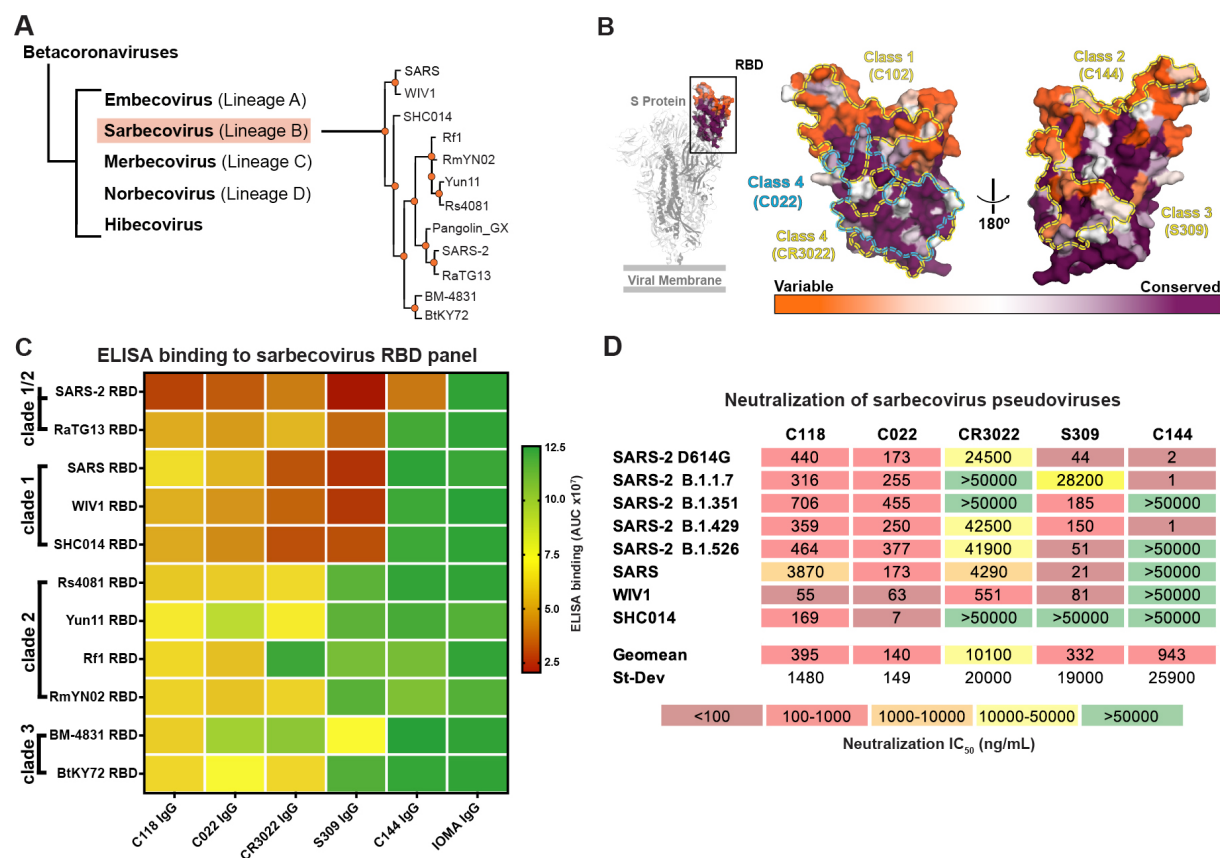 A
Betacoronaviruses
Embecovirus (Lineage A)
Sarbecovirus (Lineage B)
Merbecovirus (Lineage C)
Norbecovirus (Lineage D)
Hibecovirus
SARS
WIV1
SHC014
Rf1
RmYN02
Yun11
Rs4081
Pangolin_GX
SARS-2
RaTG13
BM-4831
BtKY72
B
RBD
S Protein
Viral Membrane
Class 1
(C102)
Class 2
(C144)
Class 4
(C022)
Class 4
(CR3022)
180º
Class 3
(S309)
Variable Conserved
C
ELISA binding to sarbecovirus RBD panel
clade 1/2
SARS-2 RBD
RaTG13 RBD
clade 1
SARS RBD
WIV1 RBD
SHC014 RBD
clade 2
Rs4081 RBD
Yun11 RBD
Rf1 RBD
RmYN02 RBD
clade 3
BM-4831 RBD
BtKY72 RBD
C118 IgG
C022 IgG
CR3022 IgG
S309 IgG
C144 IgG
IOMA IgG
12.5
10.0
7.5
5.0
2.5
ELISA binding (AUC x10⁷)
D
Neutralization of sarbecovirus pseudoviruses
C118 C022 CR3022 S309 C144
SARS-2 D614G 440 173 24500 44 2
SARS-2 B.1.1.7 316 255 >50000 28200 1
SARS-2 B.1.351 706 455 >50000 185 >50000
SARS-2 B.1.429 359 250 42500 150 1
SARS-2 B.1.526 464 377 41900 51 >50000
SARS 3870 173 4290 21 >50000
WIV1 55 63 551 81 >50000
SHC014 169 7 >50000 >50000 >50000
Geomean 395 140 10100 332 943
St-Dev 1480 149 20000 19000 25900
<100 100-1000 1000-10000 10000-50000 >50000
Neutralization IC₅₀ (ng/mL)